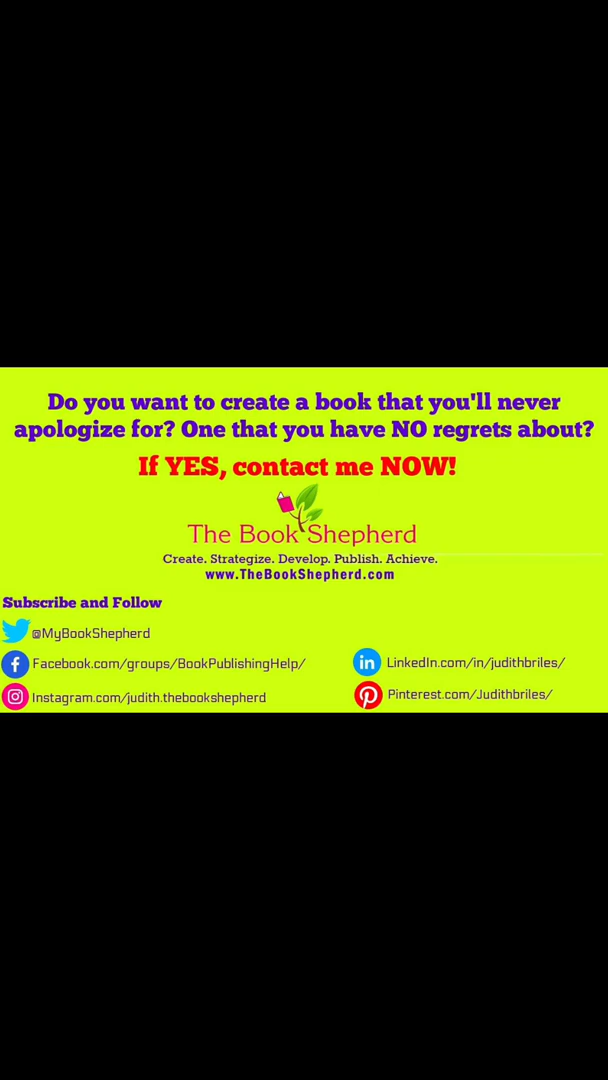 Do you want to create a book that you'll never
apologize for? One that you have NO regrets about?
If YES, contact me NOW!
The Book Shepherd
Create. Strategize. Develop. Publish. Achieve.
www.TheBookShepherd.com
Subscribe and Follow
@MyBookShepherd
Facebook.com/groups/BookPublishingHelp/
Instagram.com/judith.thebookshepherd
LinkedIn.com/in/judithbriles/
Pinterest.com/Judithbriles/